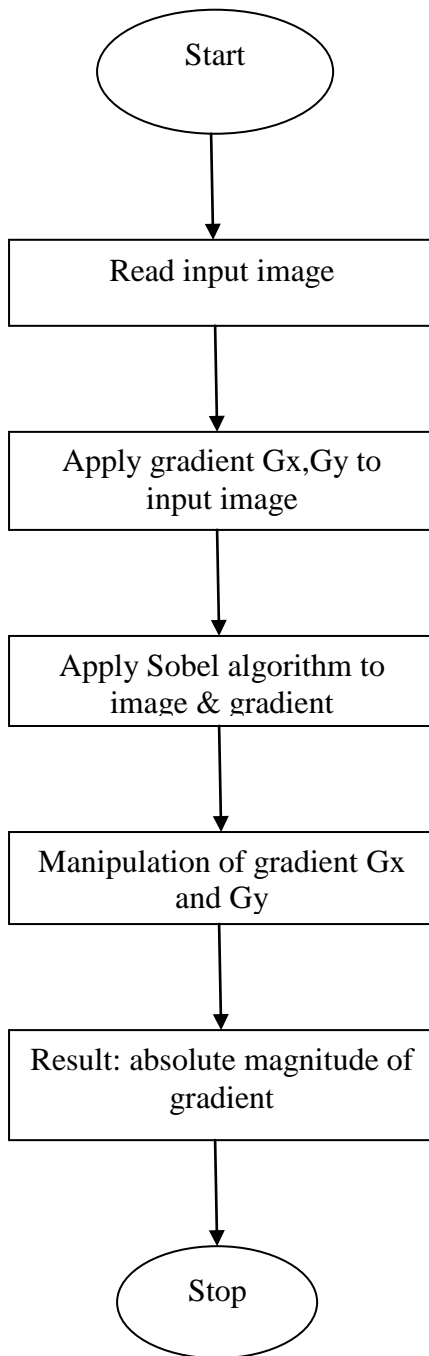 Start
Read input image
Apply gradient Gx,Gy to
input image
Apply Sobel algorithm to
image & gradient
Manipulation of gradient Gx
and Gy
Result: absolute magnitude of
gradient
Stop